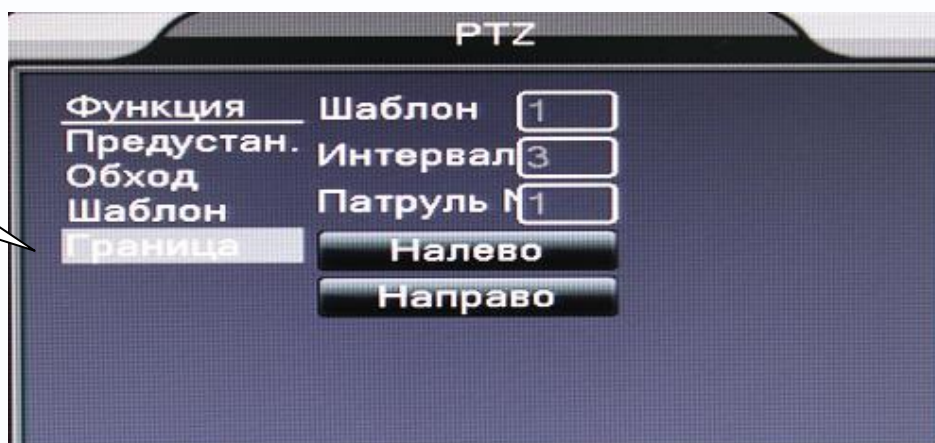 PTZ
Функция
Предустан.
Обход
Шаблон
Граница
Шаблон 1
Интервал 3
Патруль N 1
Налево
Направо